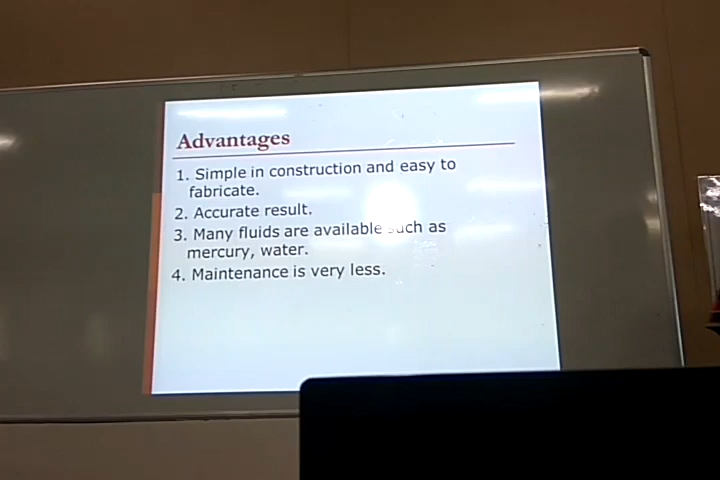 Advantages
1. Simple in construction and easy to
fabricate.
2. Accurate result.
3. Many fluids are available such as
mercury, water.
4. Maintenance is very less.